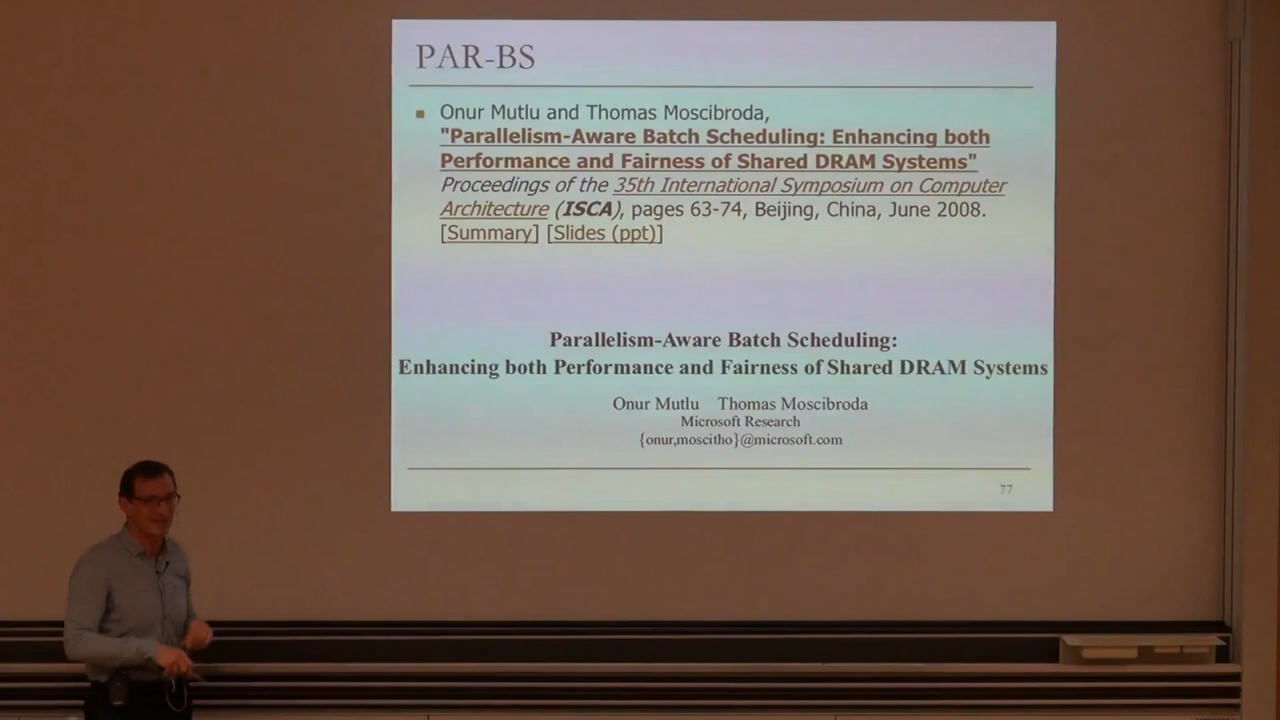 PAR-BS
Onur Mutlu and Thomas Moscibroda,
"Parallelism-Aware Batch Scheduling: Enhancing both
Performance and Fairness of Shared DRAM Systems"
Proceedings of the 35th International Symposium on Computer
Architecture (ISCA), pages 63-74, Beijing, China, June 2008.
[Summary] [Slides (ppt)]
Parallelism-Aware Batch Scheduling:
Enhancing both Performance and Fairness of Shared DRAM Systems
Onur Mutlu Thomas Moscibroda
Microsoft Research
{onur,moscitho}@microsoft.com
77